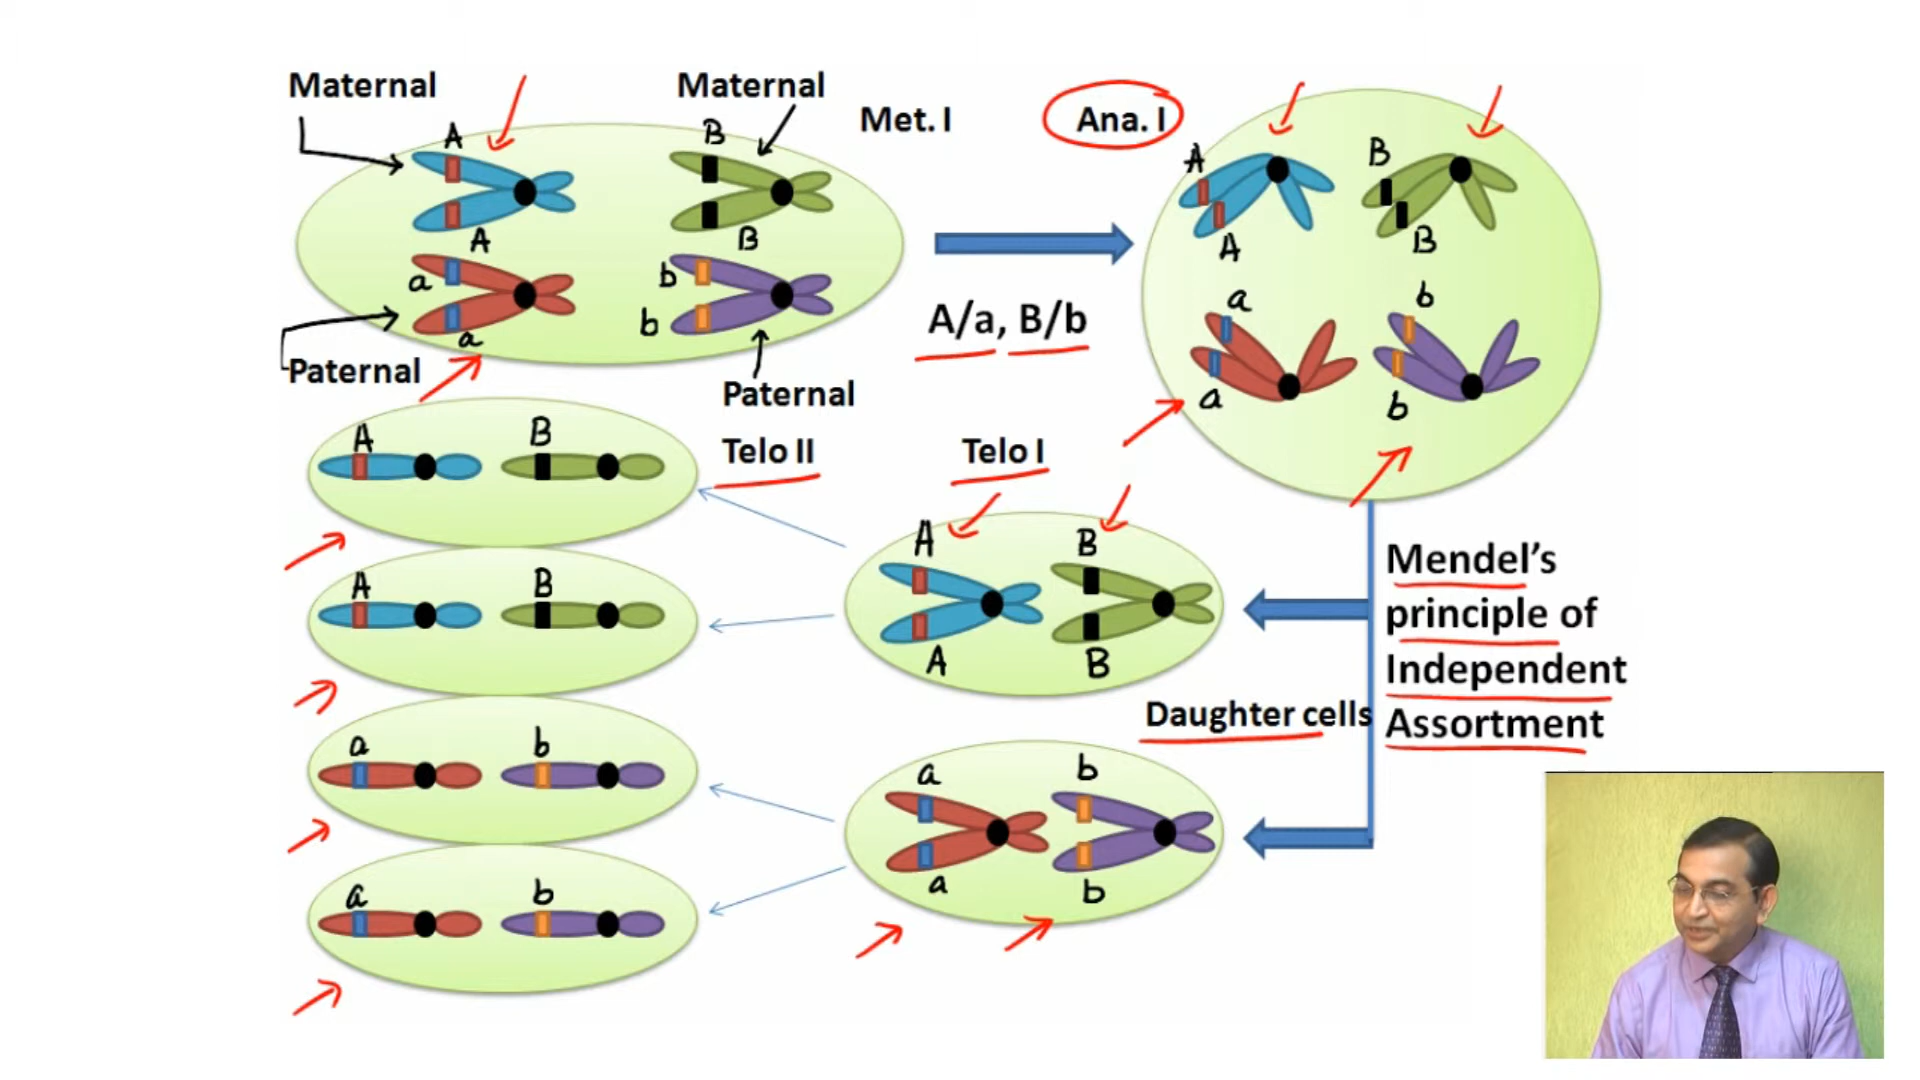 Maternal
Maternal
Met. I
Ana. I
A
B
A
B
a
b
b
a
Paternal
Paternal
A/a, B/b
A
B
A
B
a
b
a
b
Telo II
Telo I
A
B
A
B
a
b
a
b
A
B
A
B
Mendel's
principle of
Independent
Assortment
Daughter cells
a
b
a
b